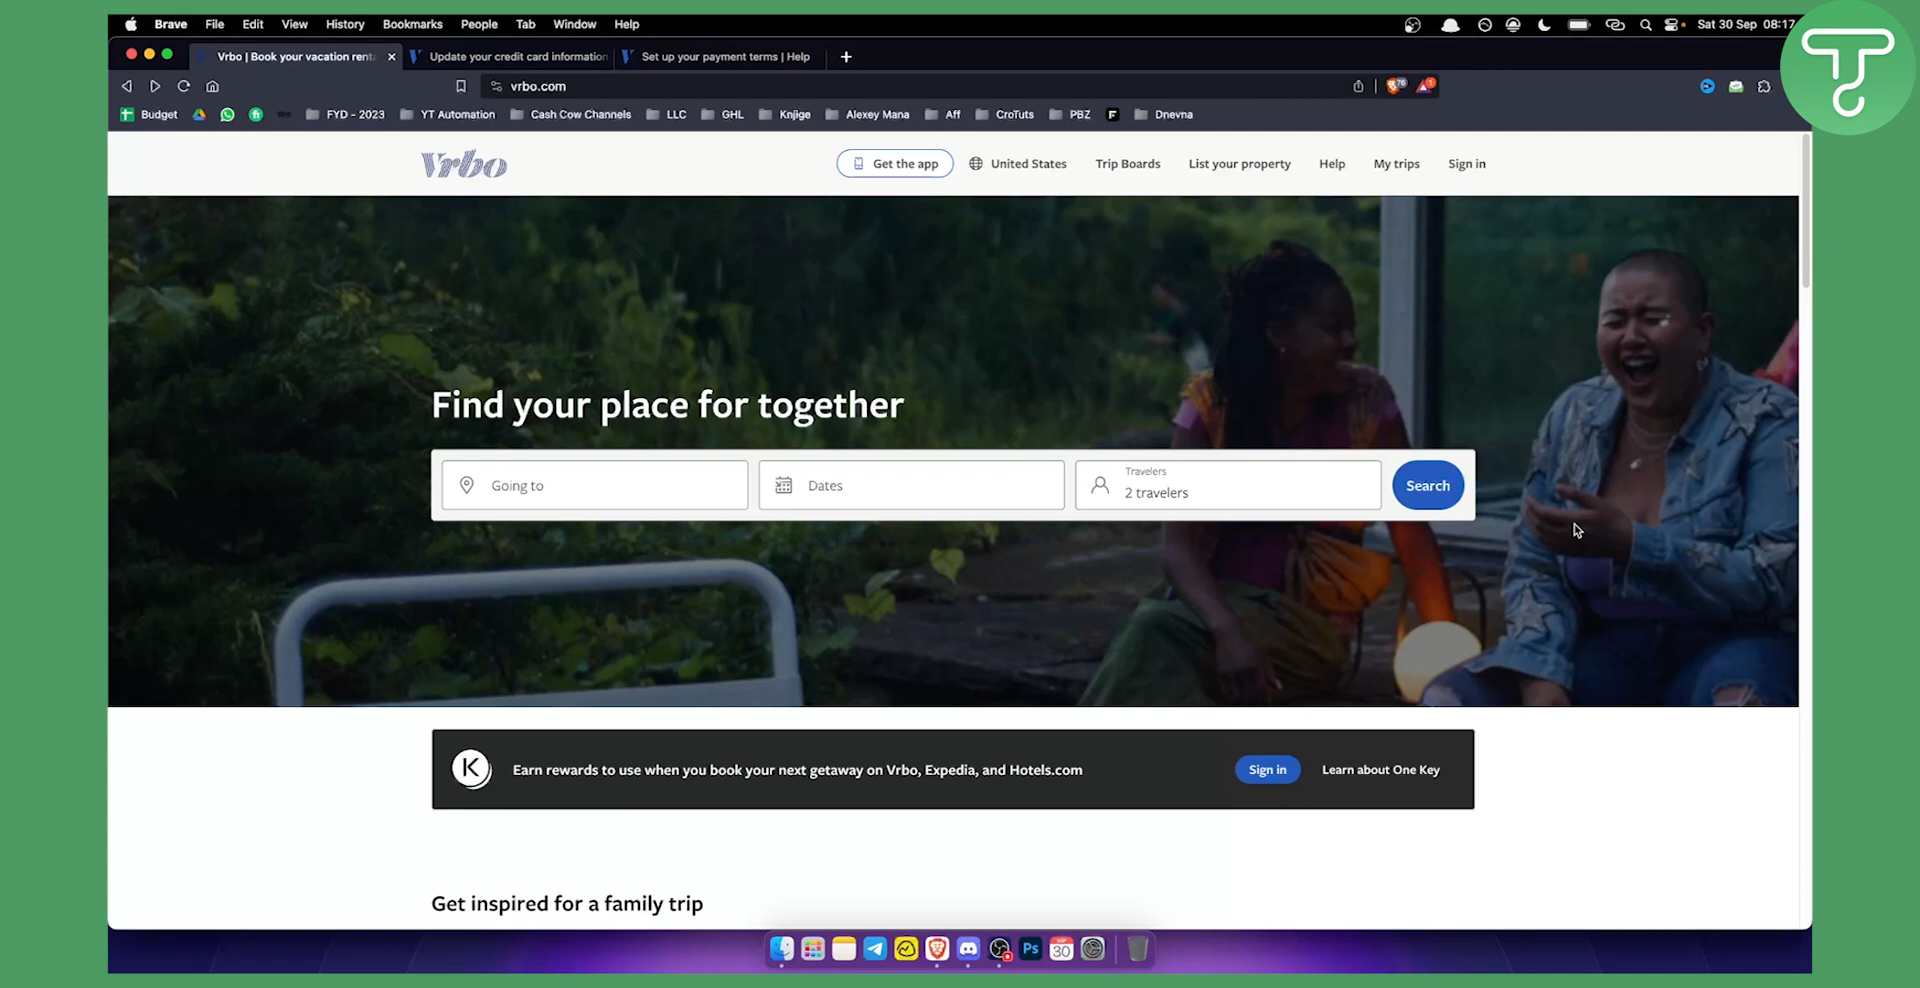 Brave File Edit View History Bookmarks People Tab Window Help Sat 30 Sep 08:17
Vrbo | Book your vacation rent Update your credit card information Set up your payment terms | Help
vrbo.com
Budget FYD - 2023 YT Automation Cash Cow Channels LLC GHL Knjige Alexey Mana Aff CroTuts PBZ Dnevna
Vrbo Get the app United States Trip Boards List your property Help My trips Sign in
Find your place for together
Travelers
Going to Dates 2 travelers Search
Earn rewards to use when you book your next getaway on Vrbo, Expedia, and Hotels.com Sign in Learn about One Key
Get inspired for a family trip
Ps 30